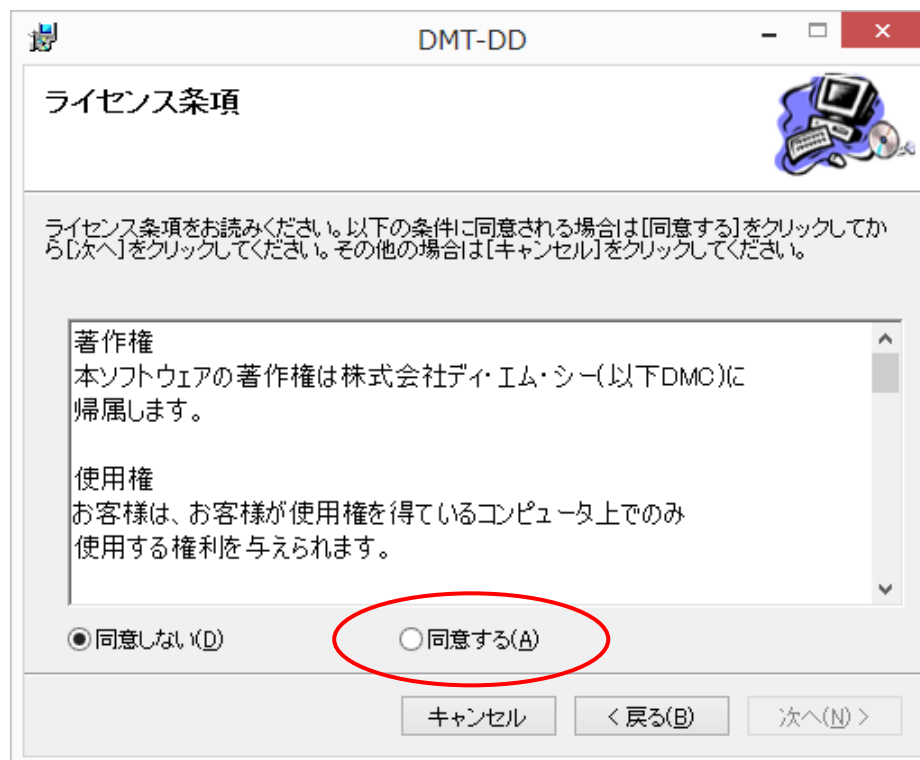 DMT-DD
ライセンス条項
ライセンス条項をお読みください。以下の条件に同意される場合は[同意する]をクリックしてか
ら[次へ]をクリックしてください。その他の場合は[キャンセル]をクリックしてください。
著作権
本ソフトウェアの著作権は株式会社ディ・エム・シー(以下DMC)に
帰属します。
使用権
お客様は、お客様が使用権を得ているコンピュータ上でのみ
使用する権利を与えられます。
同意しない(D)
同意する(A)
キャンセル
< 戻る(B)
次へ(N) >